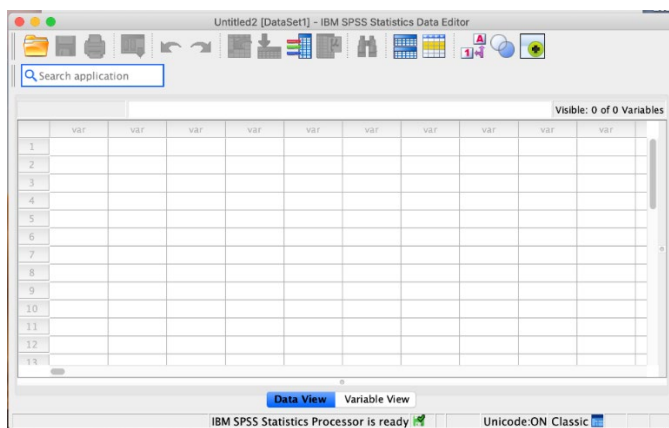 Untitled2 [DataSet1] - IBM SPSS Statistics Data Editor
A
1
Search application
Visible: 0 of 0 Variables
var var var var var var var var var
1
2
3
4
5
6
7
8
9
10
11
12
13
Data View Variable View
IBM SPSS Statistics Processor is ready Unicode:ON Classic